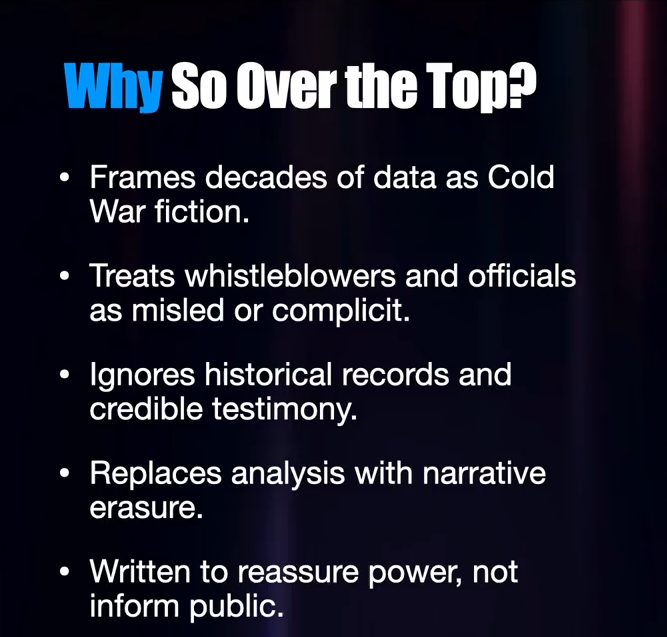 Why So Over the Top?
• Frames decades of data as Cold
War fiction.
• Treats whistleblowers and officials
as misled or complicit.
• Ignores historical records and
credible testimony.
• Replaces analysis with narrative
erasure.
• Written to reassure power, not
inform public.